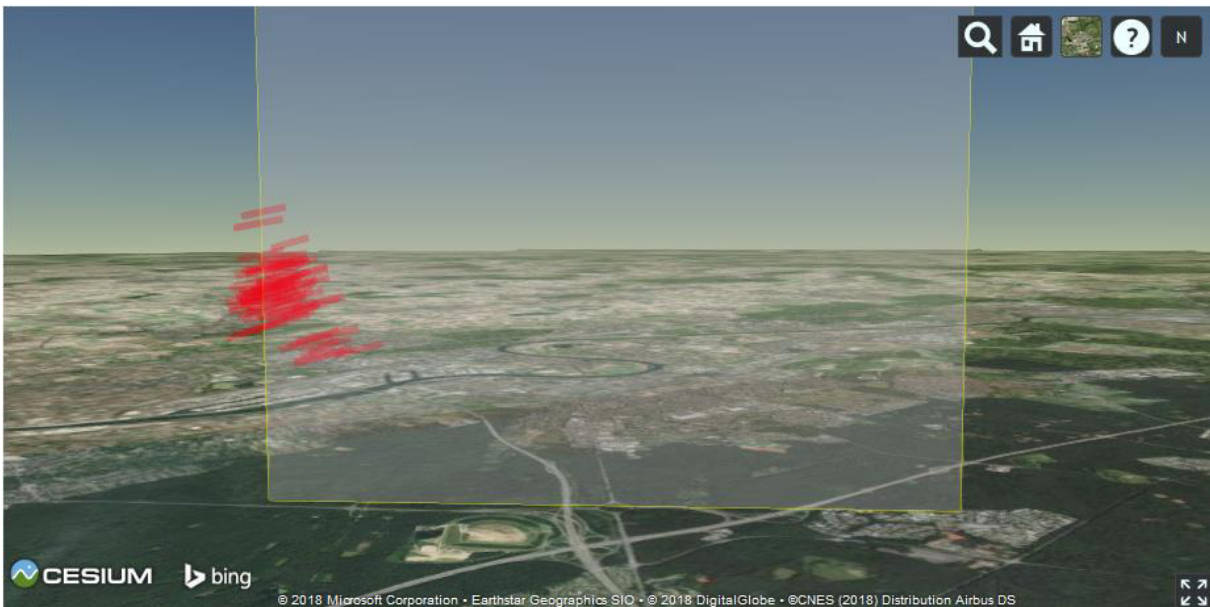 ?
N
CESIUM
bing
© 2018 Microsoft Corporation • Earthstar Geographics SIO • © 2018 DigitalGlobe • ©CNES (2018) Distribution Airbus DS